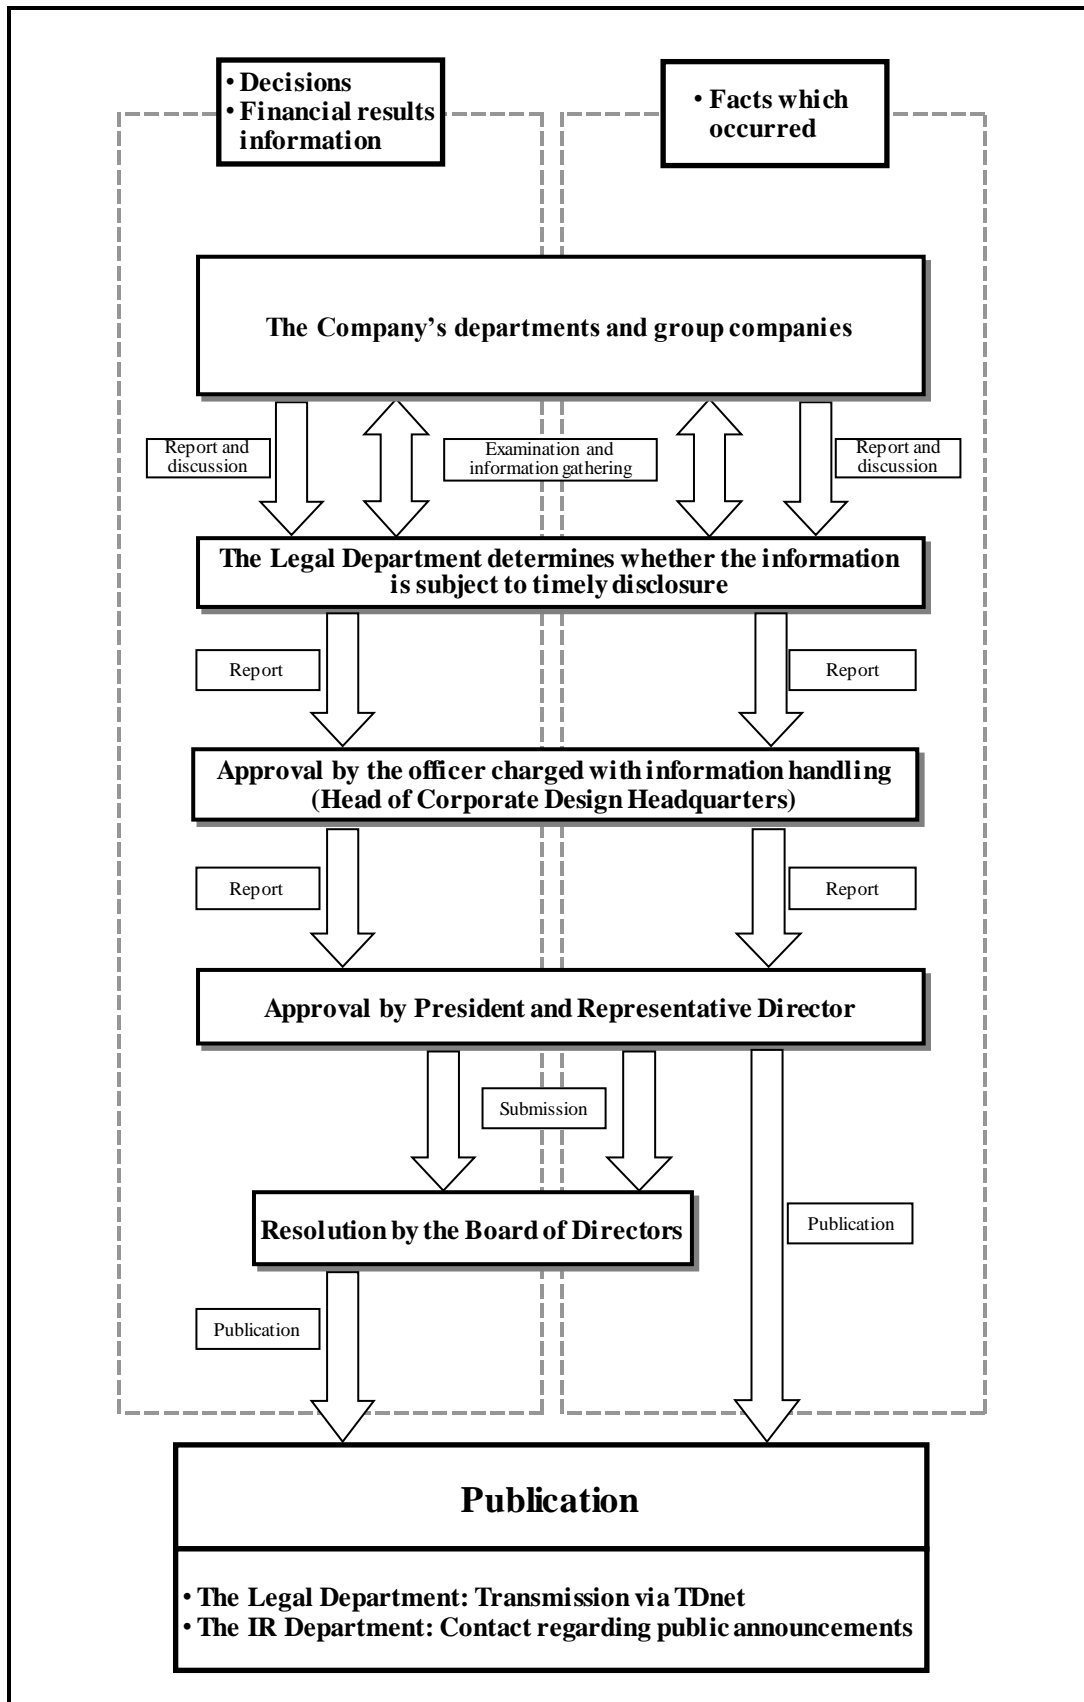 • Decisions
• Financial results
information
• Facts which
occurred
The Company’s departments and group companies
Report and
discussion
Examination and
information gathering
Report and
discussion
The Legal Department determines whether the information
is subject to timely disclosure
Report
Report
Approval by the officer charged with information handling
(Head of Corporate Design Headquarters)
Report
Report
Approval by President and Representative Director
Submission
Resolution by the Board of Directors
Publication
Publication
Publication
• The Legal Department: Transmission via TDnet
• The IR Department: Contact regarding public announcements